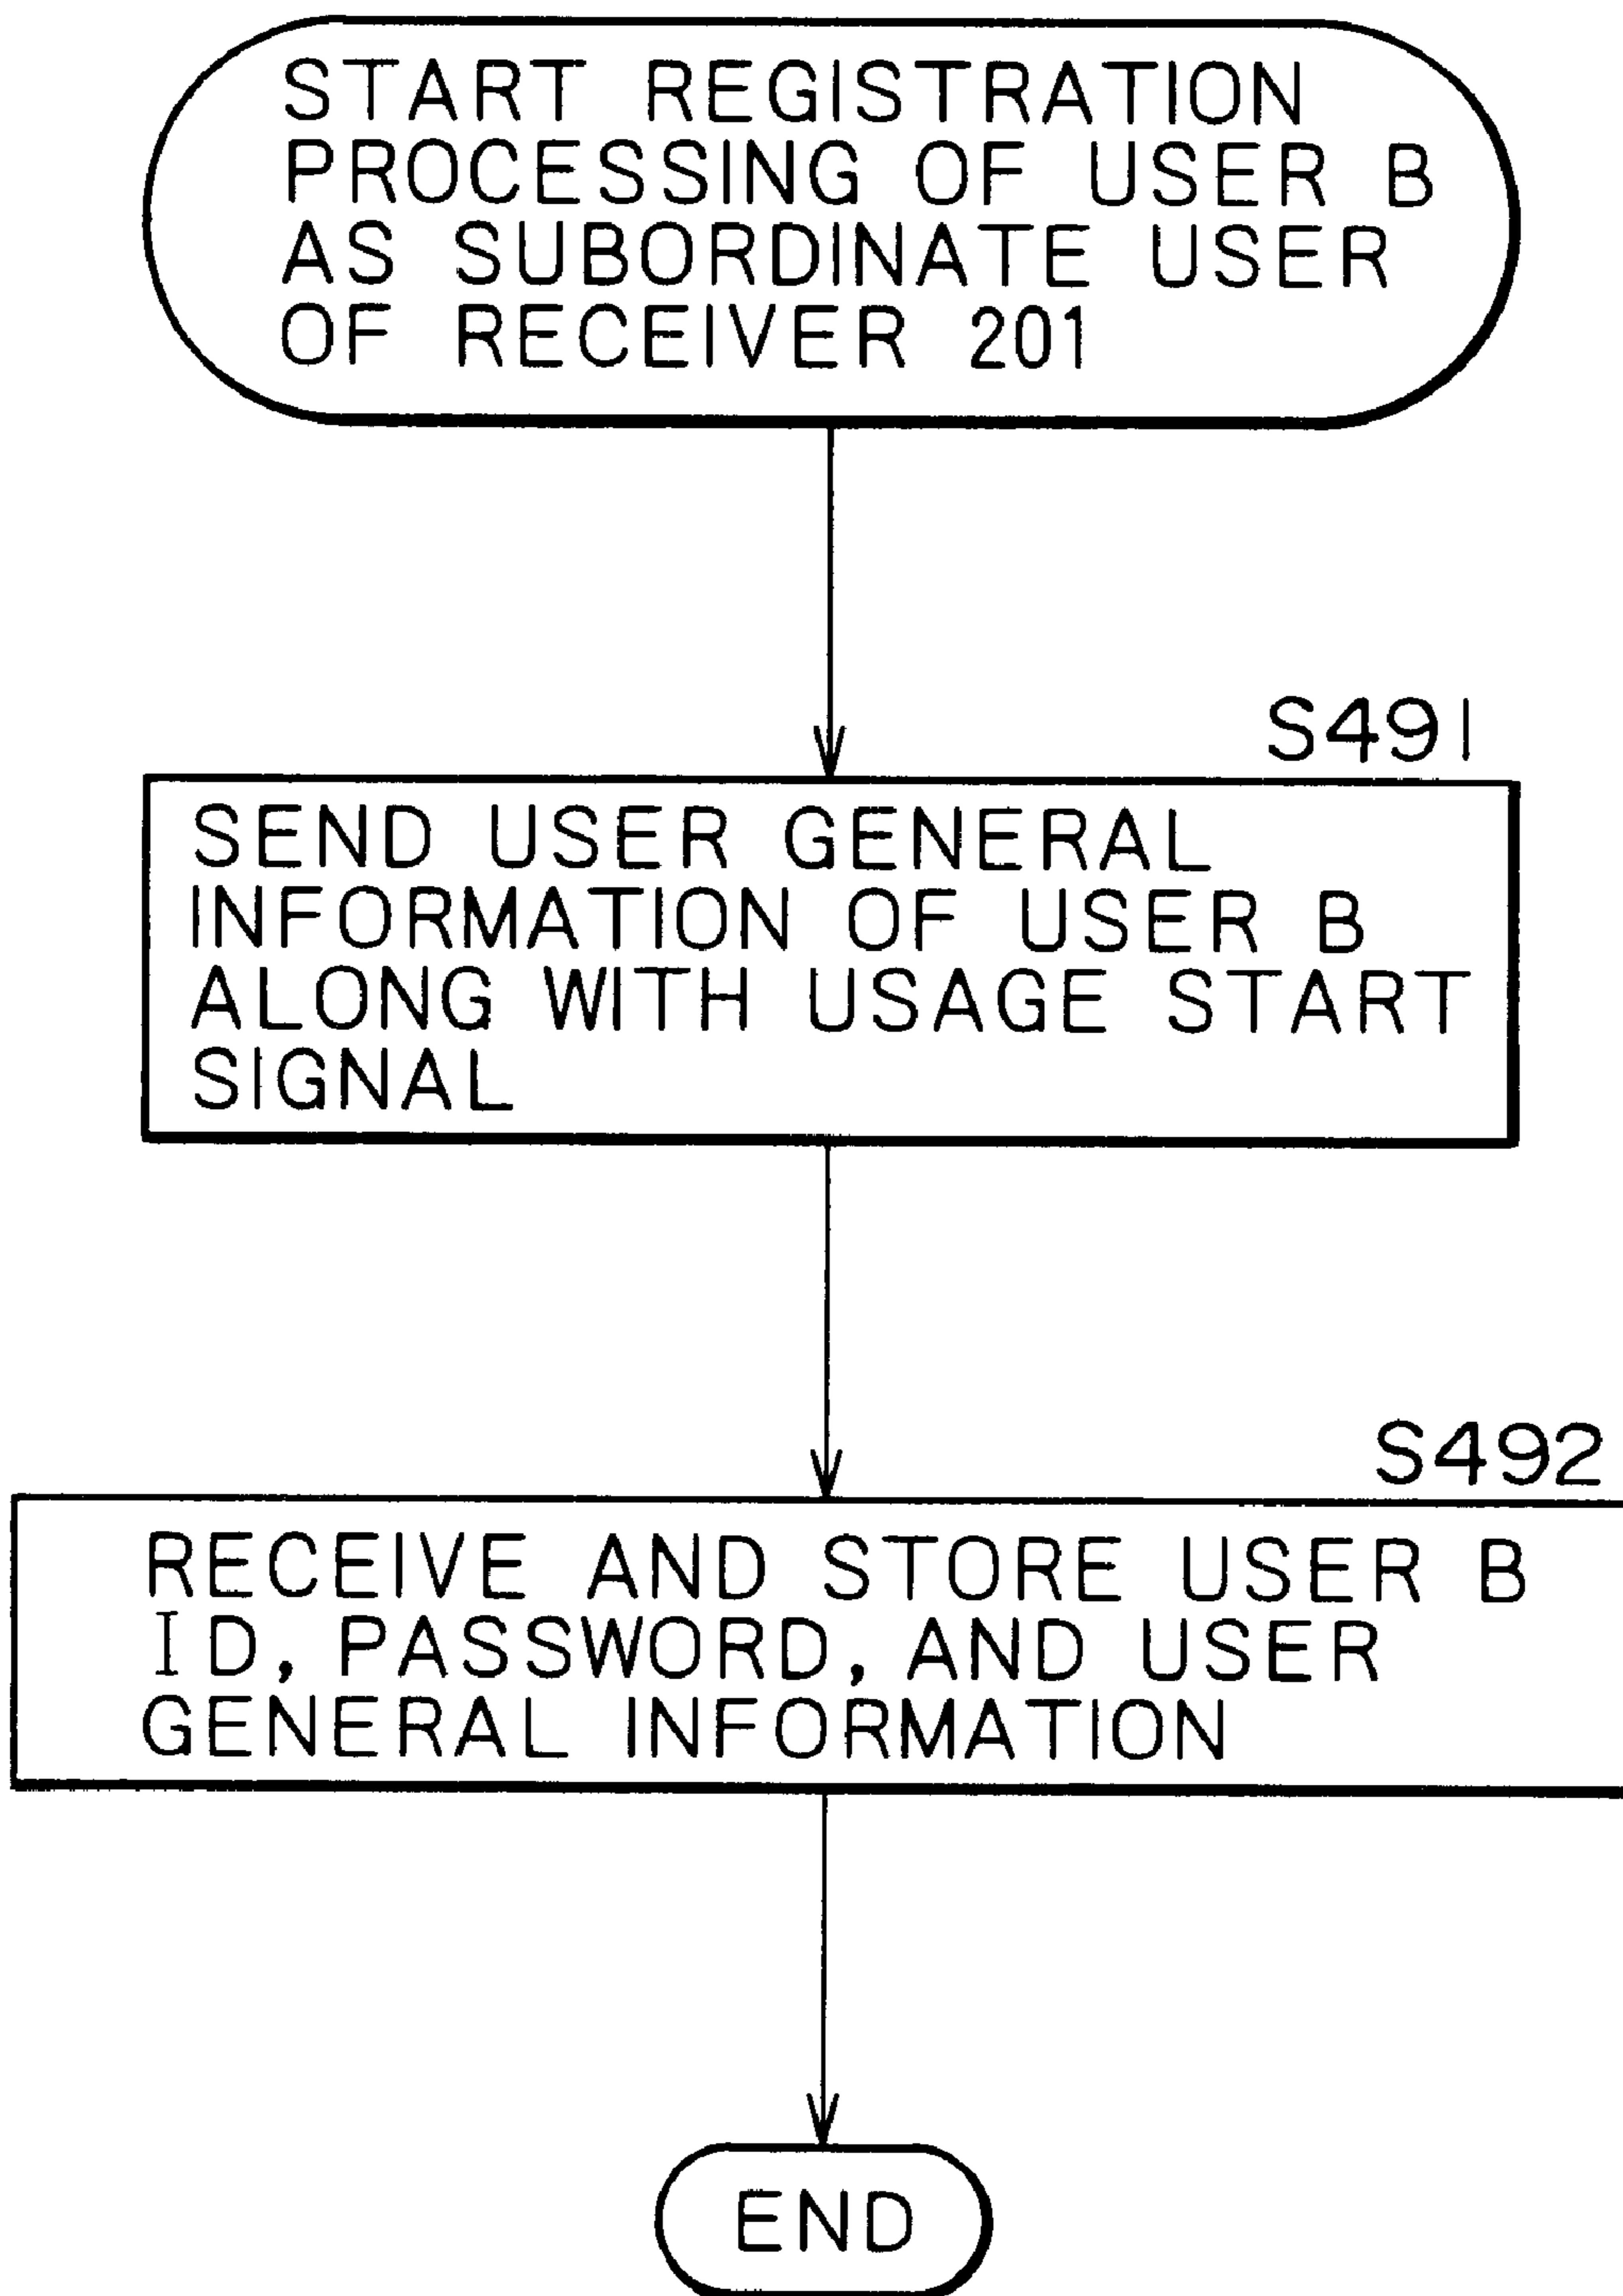 START REGISTRATION
PROCESSING OF USER B
AS SUBORDINATE USER
OF RECEIVER 201
S491
SEND USER GENERAL
INFORMATION OF USER B
ALONG WITH USAGE START
SIGNAL
S492
RECEIVE AND STORE USER B
ID, PASSWORD, AND USER
GENERAL INFORMATION
END